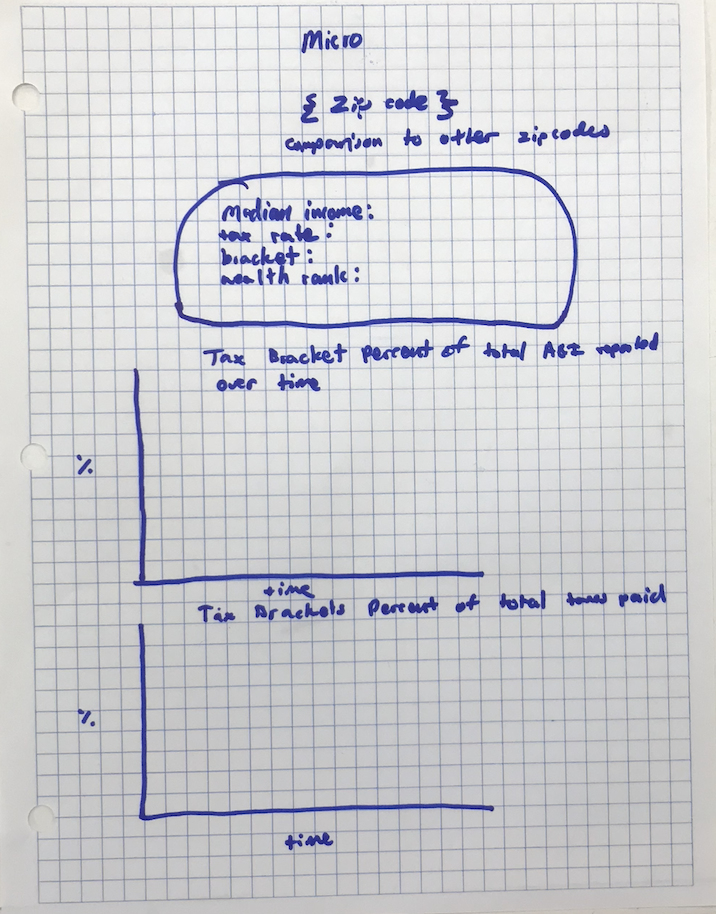 Micro
{ Zip code }
comparison to other zipcodes
Median income:
tax rate:
bracket:
wealth rank:
Tax Bracket Percent of total AGI reported
over time
%
time
Tax Brackets Percent of total taxes paid
%
time